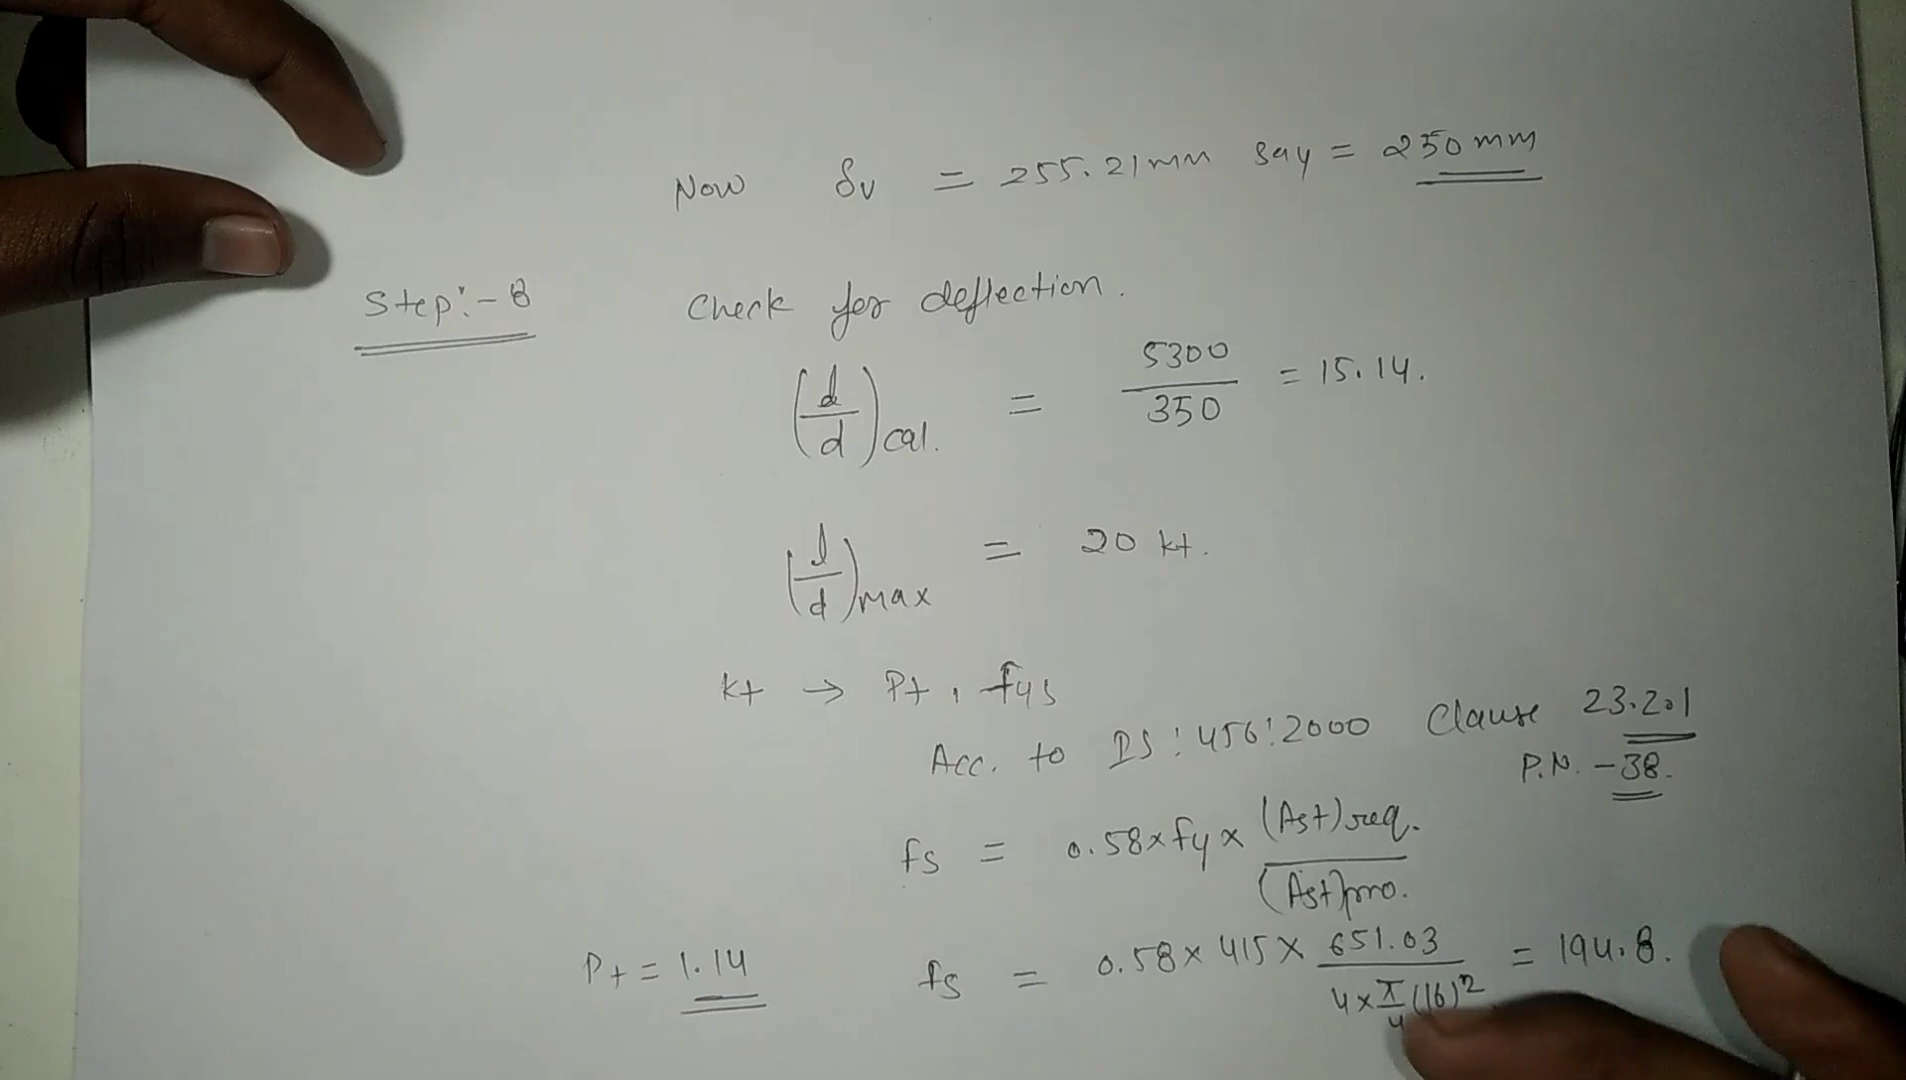 Now Sv = 255.21mm say = 250mm
Step:-8 Check for deflection.
(l/d)cal. = 5300/350 = 15.14.
(l/d)max = 20 kt.
kt → Pt, fys
Acc. to IS:456:2000 Clause 23.2.1
P.N. -38.
fs = 0.58×fy× (Ast)req./(Ast)pro.
Pt = 1.14 fs = 0.58×415× 651.03/4×π/4(16)² = 194.8.